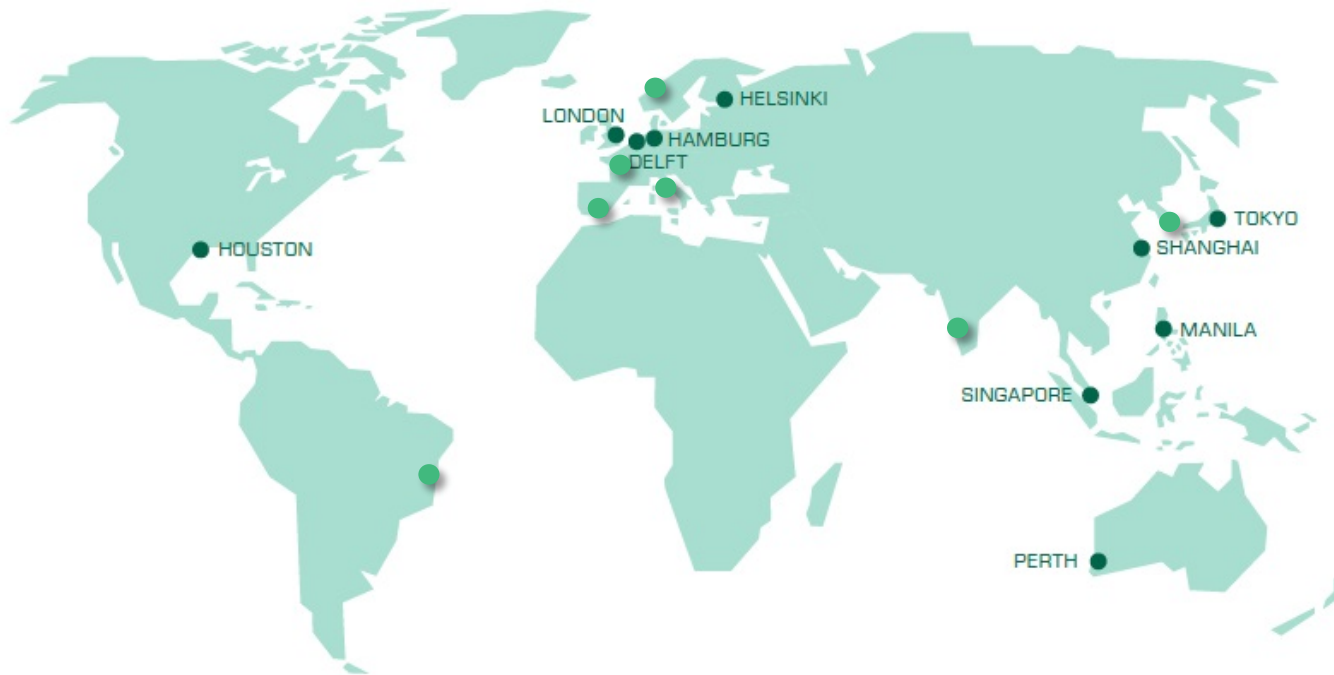 HELSINKI
LONDON
HAMBURG
DELFT
TOKYO
HOUSTON
SHANGHAI
MANILA
SINGAPORE
PERTH